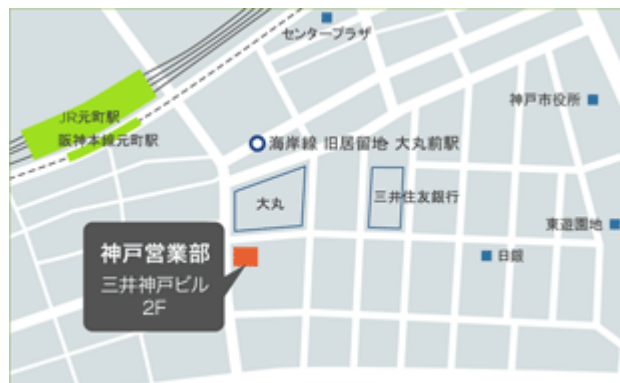 センタープラザ
神戸市役所
JR元町駅
阪神本線元町駅
海岸線 旧居留地 大丸前駅
大丸
三井住友銀行
東遊園地
日銀
神戸営業部
三井神戸ビル
2F